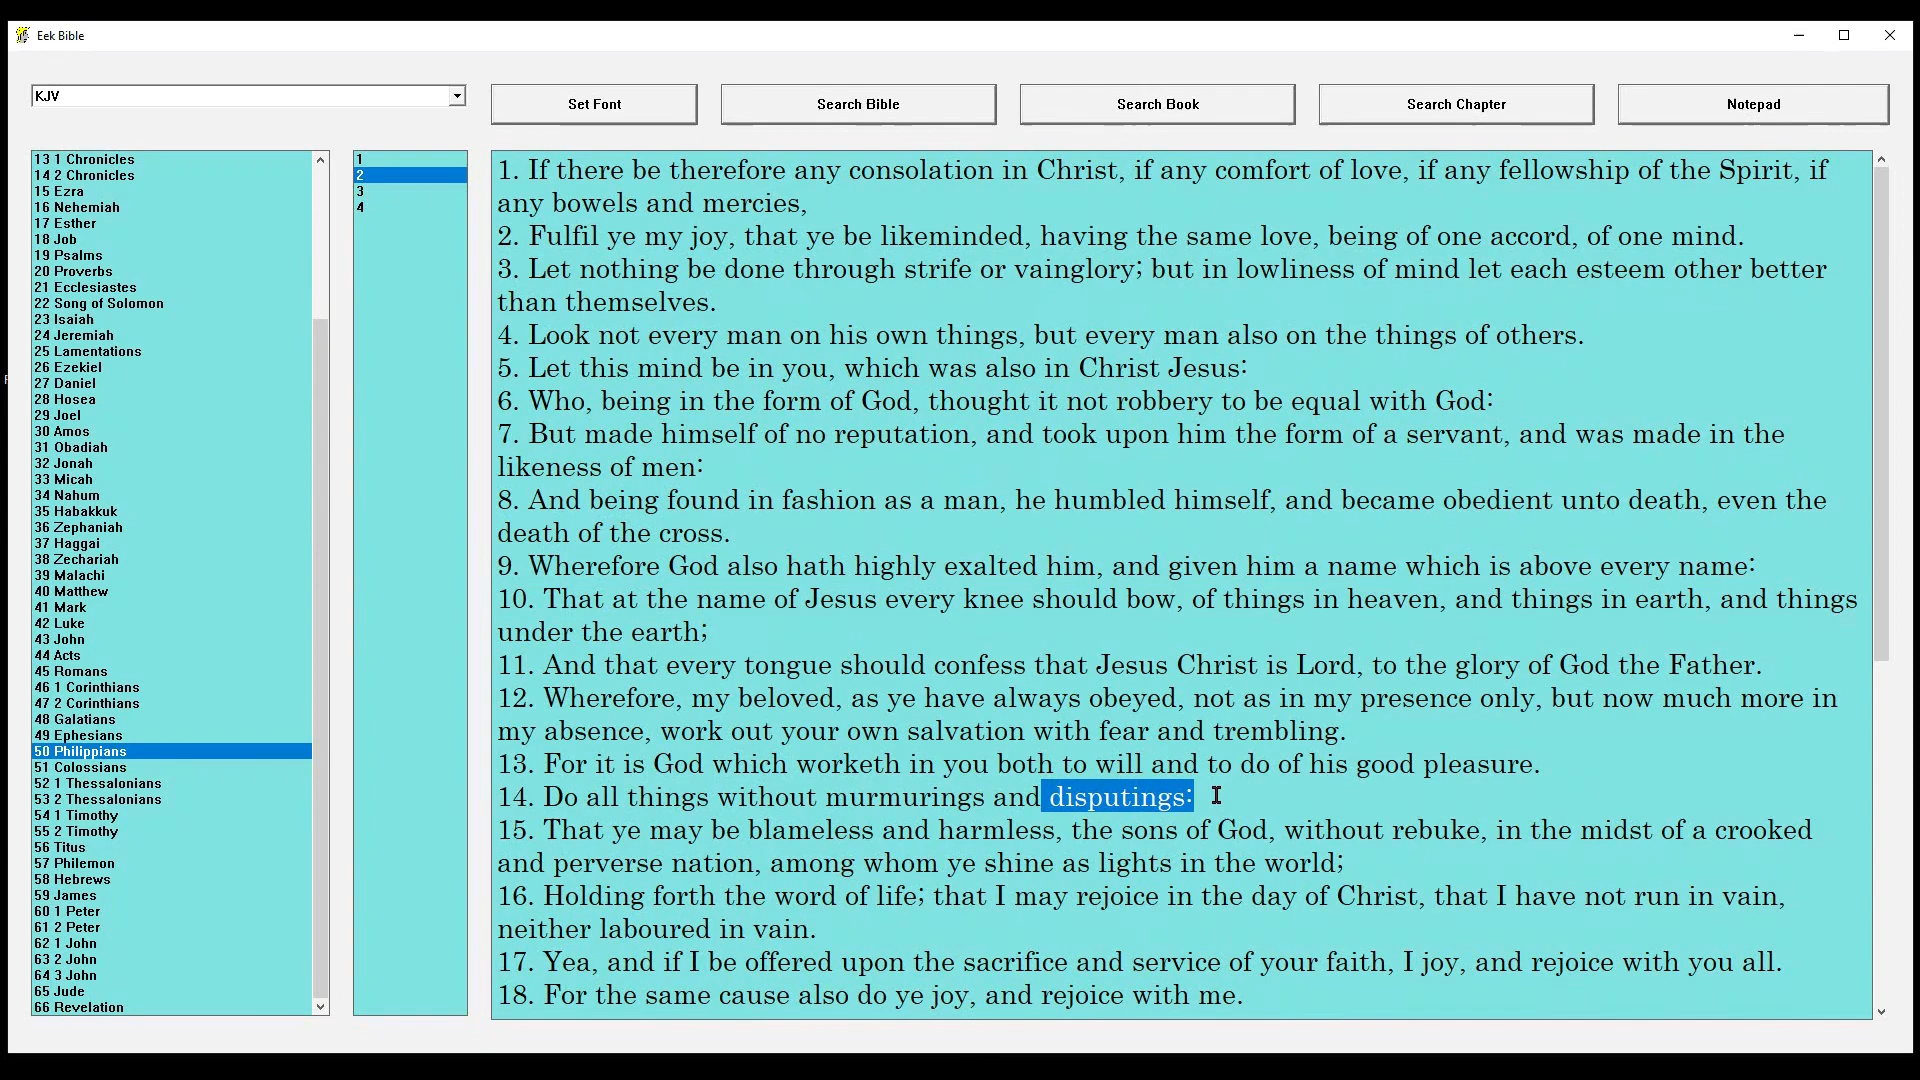 Eek Bible
KJV
Set Font
Search Bible
Search Book
Search Chapter
Notepad
13 1 Chronicles
14 2 Chronicles
15 Ezra
16 Nehemiah
17 Esther
18 Job
19 Psalms
20 Proverbs
21 Ecclesiastes
22 Song of Solomon
23 Isaiah
24 Jeremiah
25 Lamentations
26 Ezekiel
27 Daniel
28 Hosea
29 Joel
30 Amos
31 Obadiah
32 Jonah
33 Micah
34 Nahum
35 Habakkuk
36 Zephaniah
37 Haggai
38 Zechariah
39 Malachi
40 Matthew
41 Mark
42 Luke
43 John
44 Acts
45 Romans
46 1 Corinthians
47 2 Corinthians
48 Galatians
49 Ephesians
50 Philippians
51 Colossians
52 1 Thessalonians
53 2 Thessalonians
54 1 Timothy
55 2 Timothy
56 Titus
57 Philemon
58 Hebrews
59 James
60 1 Peter
61 2 Peter
62 1 John
63 2 John
64 3 John
65 Jude
66 Revelation
1
2
3
4
1. If there be therefore any consolation in Christ, if any comfort of love, if any fellowship of the Spirit, if
any bowels and mercies,
2. Fulfil ye my joy, that ye be likeminded, having the same love, being of one accord, of one mind.
3. Let nothing be done through strife or vainglory; but in lowliness of mind let each esteem other better
than themselves.
4. Look not every man on his own things, but every man also on the things of others.
5. Let this mind be in you, which was also in Christ Jesus:
6. Who, being in the form of God, thought it not robbery to be equal with God:
7. But made himself of no reputation, and took upon him the form of a servant, and was made in the
likeness of men:
8. And being found in fashion as a man, he humbled himself, and became obedient unto death, even the
death of the cross.
9. Wherefore God also hath highly exalted him, and given him a name which is above every name:
10. That at the name of Jesus every knee should bow, of things in heaven, and things in earth, and things
under the earth;
11. And that every tongue should confess that Jesus Christ is Lord, to the glory of God the Father.
12. Wherefore, my beloved, as ye have always obeyed, not as in my presence only, but now much more in
my absence, work out your own salvation with fear and trembling.
13. For it is God which worketh in you both to will and to do of his good pleasure.
14. Do all things without murmurings and disputings:
15. That ye may be blameless and harmless, the sons of God, without rebuke, in the midst of a crooked
and perverse nation, among whom ye shine as lights in the world;
16. Holding forth the word of life; that I may rejoice in the day of Christ, that I have not run in vain,
neither laboured in vain.
17. Yea, and if I be offered upon the sacrifice and service of your faith, I joy, and rejoice with you all.
18. For the same cause also do ye joy, and rejoice with me.